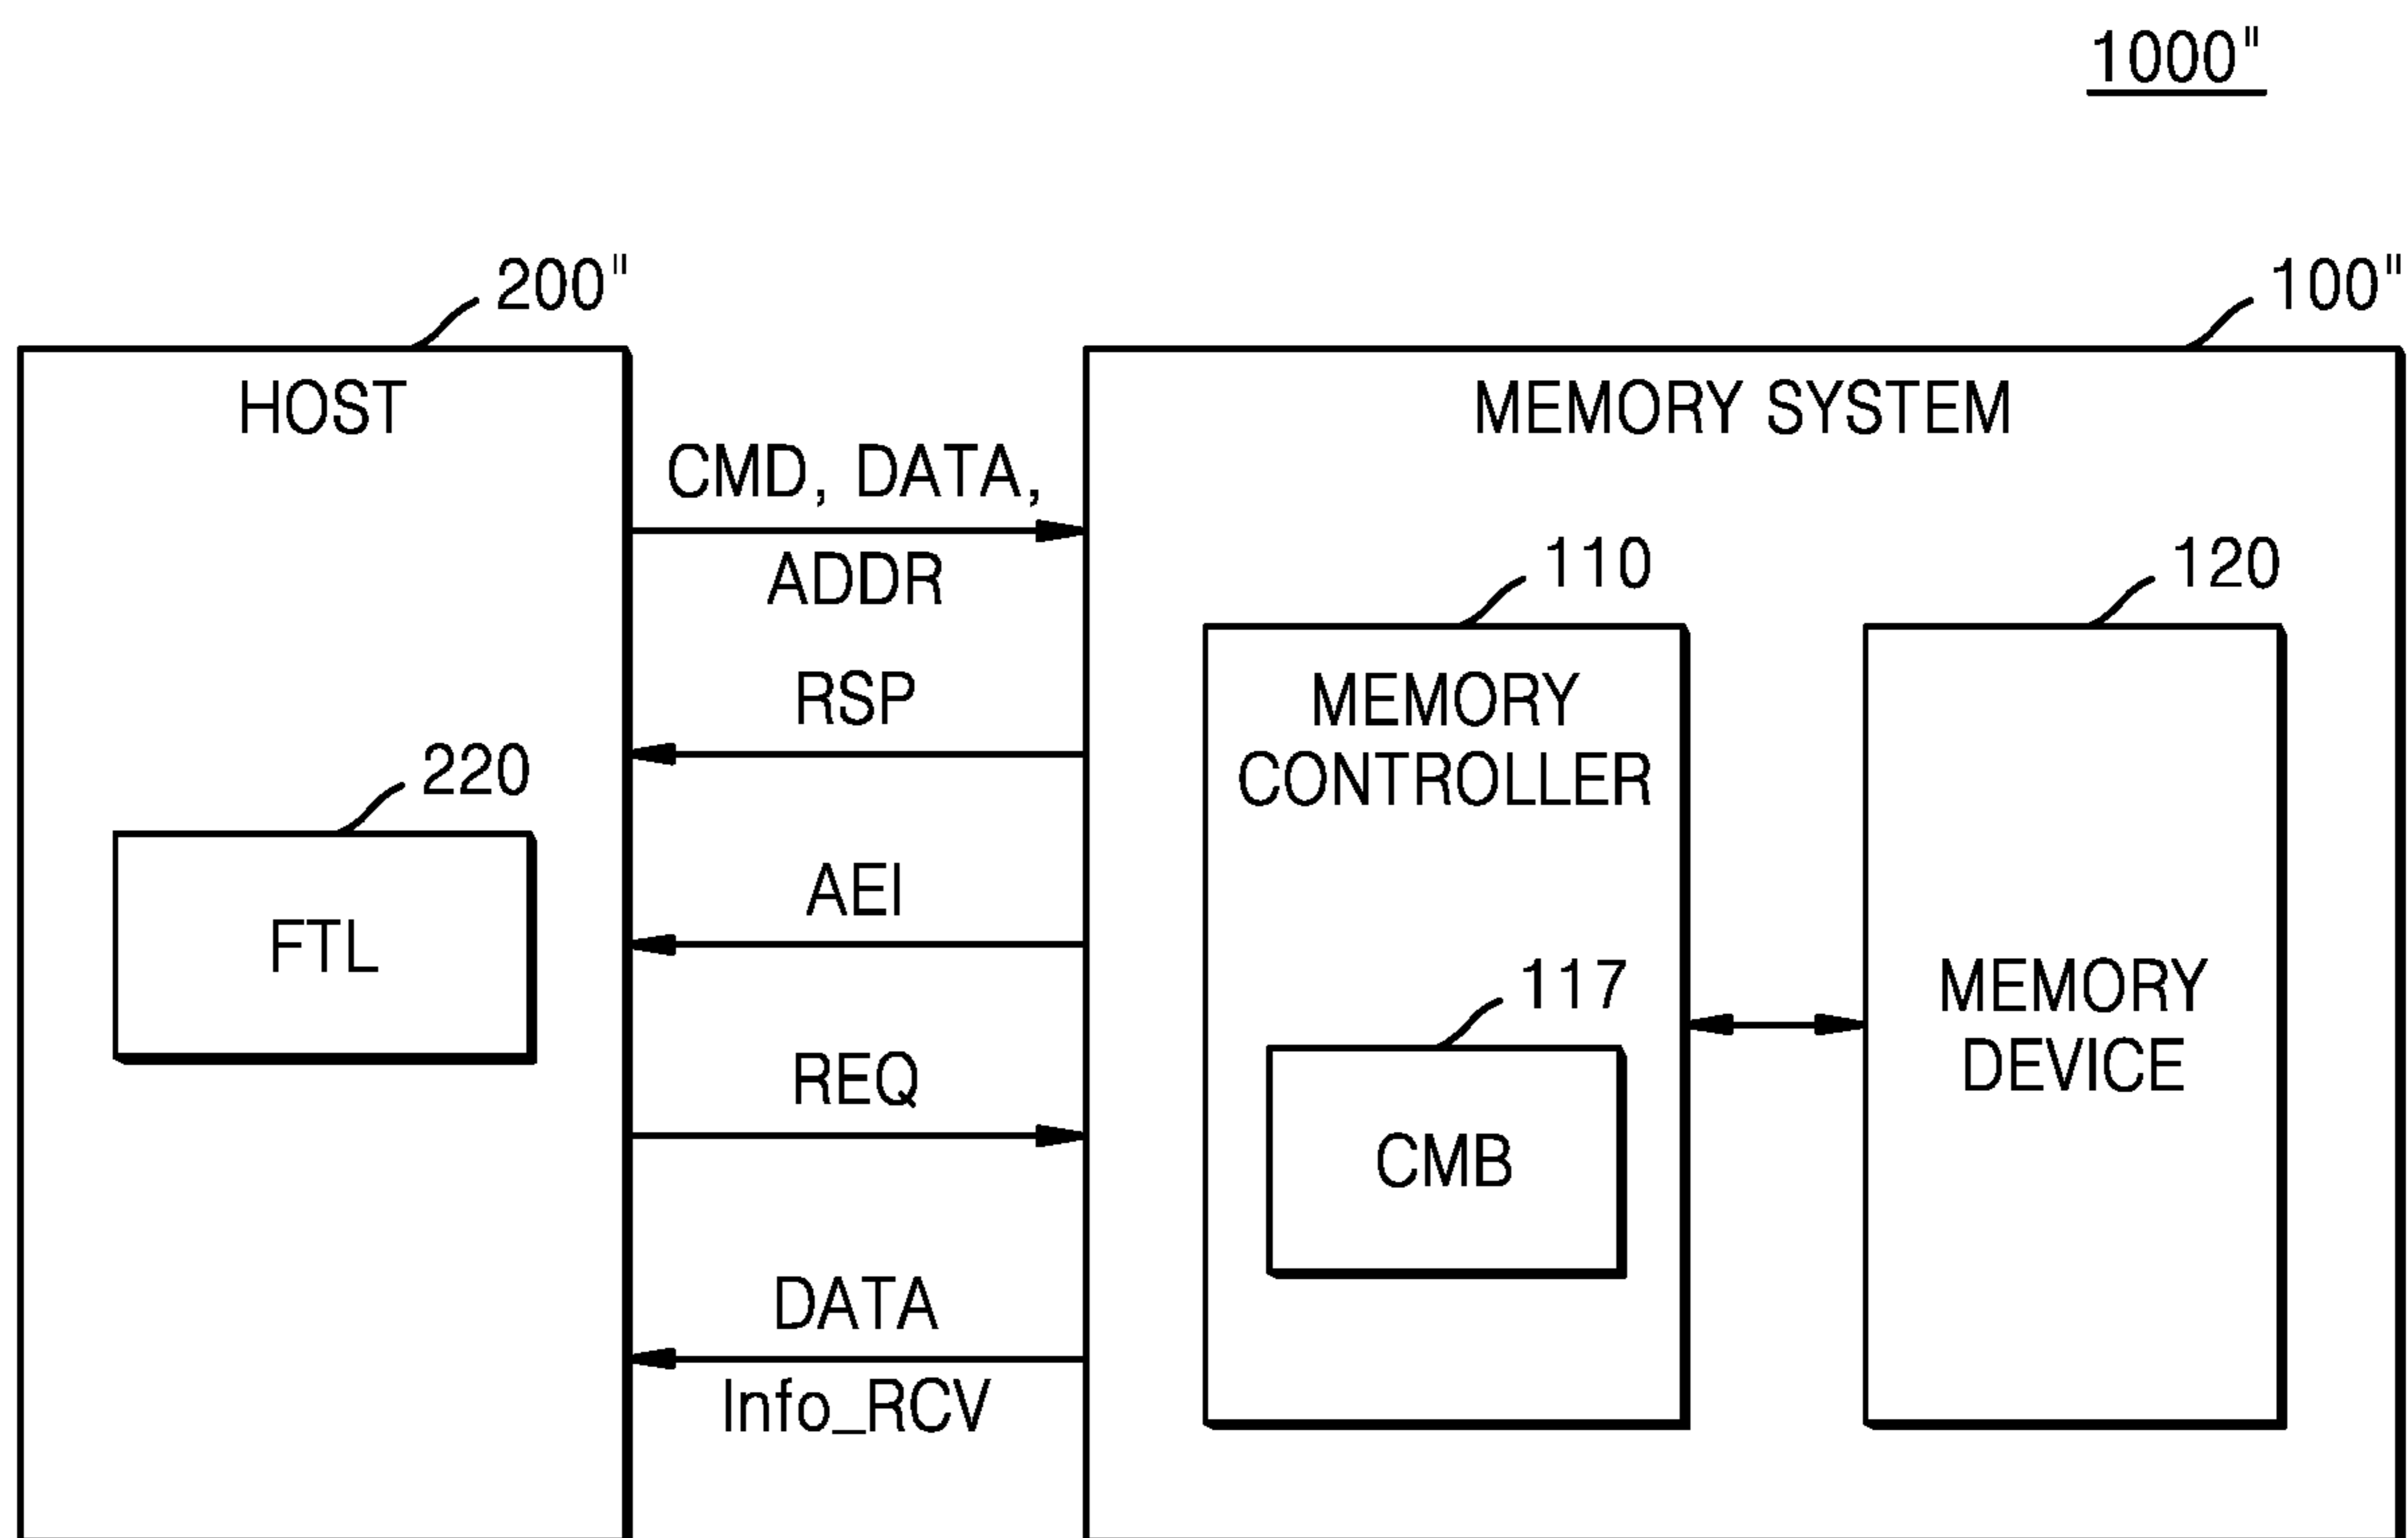 1000"
200"
100"
HOST
MEMORY SYSTEM
CMD, DATA,
ADDR
110
120
RSP
MEMORY
CONTROLLER
220
FTL
AEI
117
MEMORY
DEVICE
REQ
CMB
DATA
Info_RCV